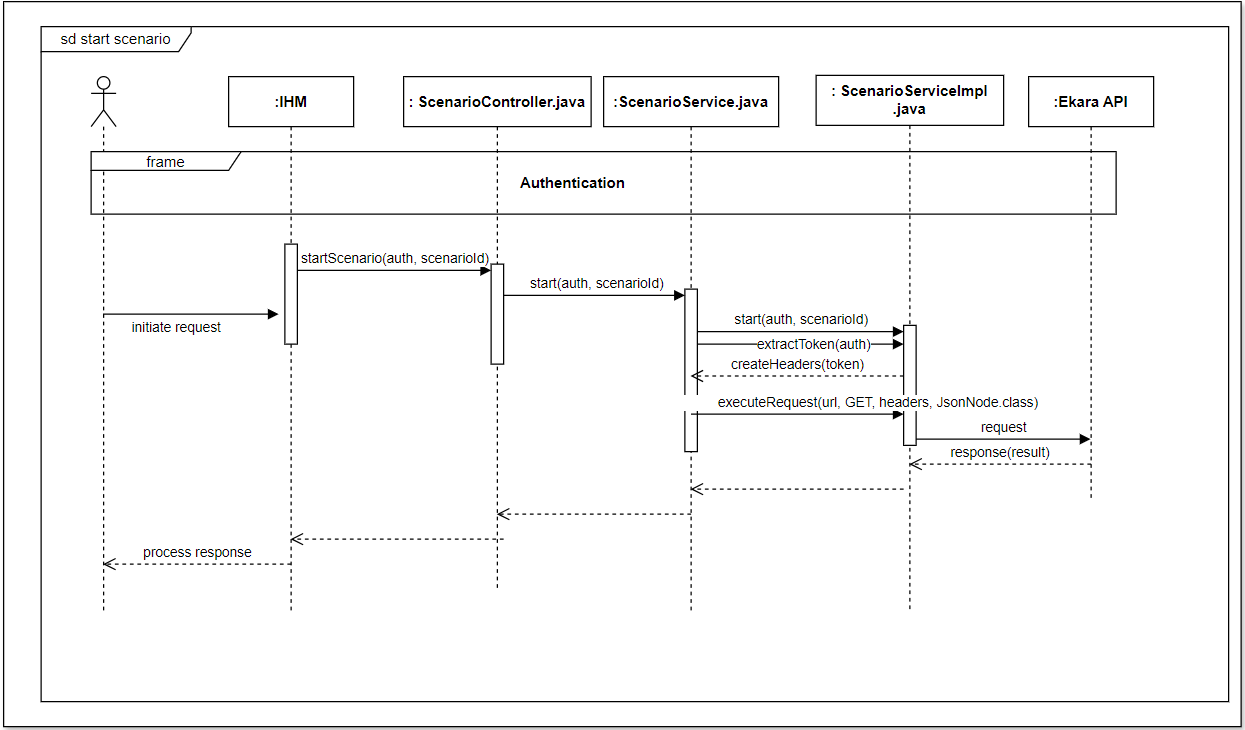 sd start scenario
:IHM
: ScenarioController.java
:ScenarioService.java
: ScenarioServiceImpl
.java
:Ekara API
frame
Authentication
startScenario(auth, scenarioId)
start(auth, scenarioId)
initiate request
start(auth, scenarioId)
extractToken(auth)
createHeaders(token)
executeRequest(url, GET, headers, JsonNode.class)
request
response(result)
process response